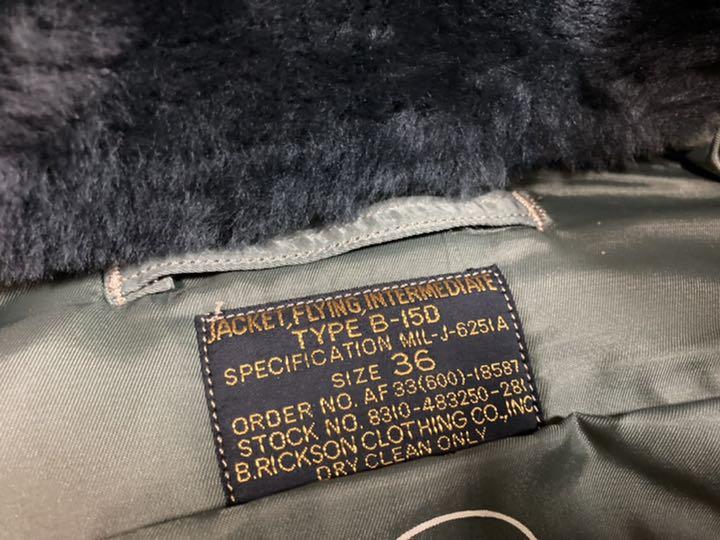 JACKET,FLYING,INTERMEDIATE
TYPE B-15D
SPECIFICATION MIL-J-6251A
SIZE 36
ORDER NO. AF 33(600)-18587
STOCK NO. 8310-483250-280
B.RICKSON CLOTHING CO.,INC
DRY CLEAN ONLY